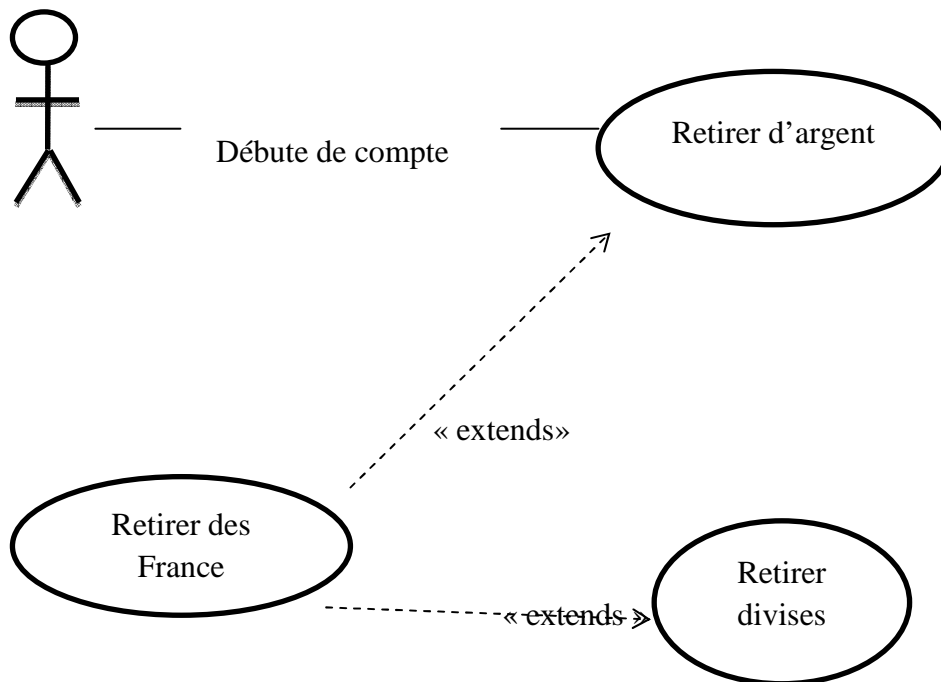 Retirer d’argent
Débute de compte
« extends»
Retirer des
France
Retirer
divises
« extends »